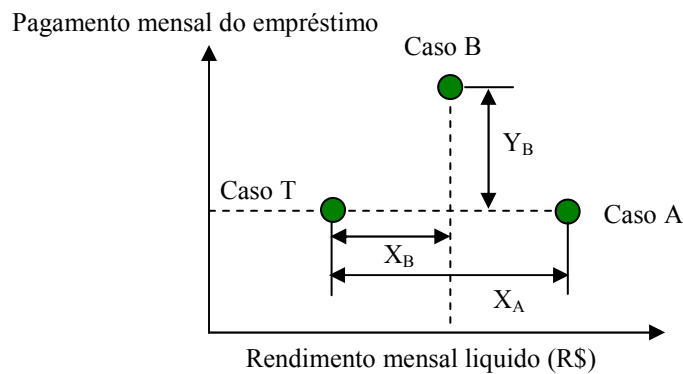 Pagamento mensal do empréstimo
Caso B
Y_B
Caso T
Caso A
X_B
X_A
Rendimento mensal liquido (R$)